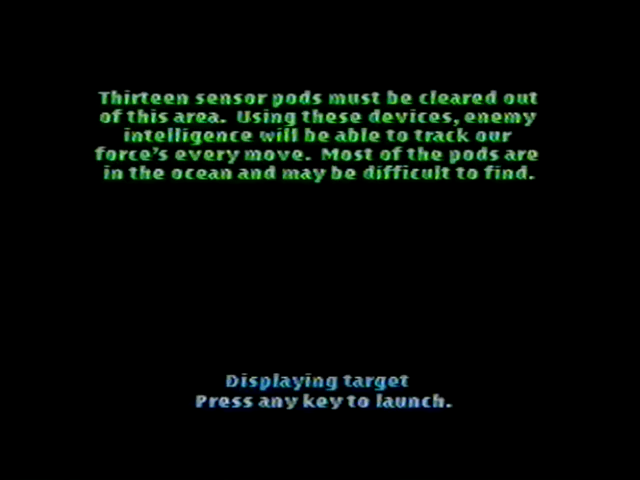 Thirteen sensor pods must be cleared out
of this area.  Using these devices, enemy
intelligence will be able to track our
force's every move.  Most of the pods are
in the ocean and may be difficult to find.
Displaying target
Press any key to launch.